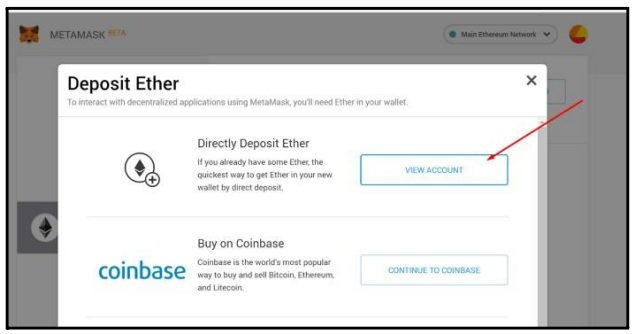 METAMASK BETA
Main Ethereum Network
Deposit Ether
To interact with decentralized applications using MetaMask, you'll need Ether in your wallet.
Directly Deposit Ether
If you already have some Ether, the
quickest way to get Ether in your new
wallet by direct deposit.
VIEW ACCOUNT
Buy on Coinbase
coinbase
Coinbase is the world's most popular
way to buy and sell Bitcoin, Ethereum,
and Litecoin.
CONTINUE TO COINBASE